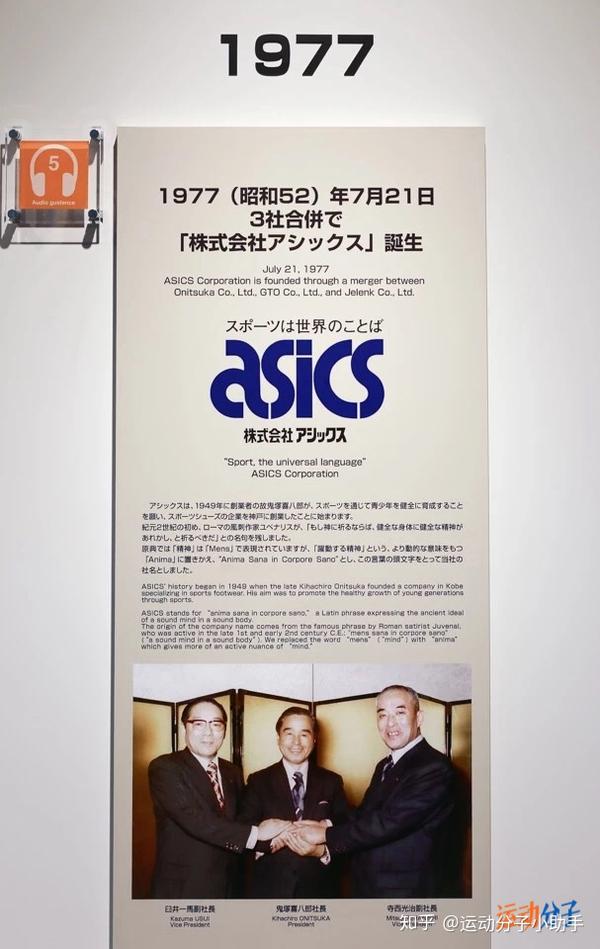 1977
5
Audio guidance
1977（昭和52）年7月21日
3社合併で
「株式会社アシックス」誕生
July 21, 1977
ASICS Corporation is founded through a merger between
Onitsuka Co., Ltd., GTO Co., Ltd., and Jelenk Co., Ltd.
スポーツは世界のことば
asics
株式会社アシックス
"Sport, the universal language"
ASICS Corporation
アシックスは、1949年に創業者の故鬼塚喜八郎が、スポーツを通じて青少年を健全に育成すること
を願い、スポーツシューズの企業を神戸に創業したことに始まります。
紀元2世紀の初め、ローマの風刺作家ユベナリスが、「もし神に祈るならば、健全な身体に健全な精神が
あれかし、と祈るべきだ」との名句を残しました。
原典では「精神」は「Mens」で表現されていますが、「躍動する精神」という、より動的な意味をもつ
「Anima」に置きかえ、"Anima Sana in Corpore Sano"とし、この言葉の頭文字をとって当社の
社名としました。
ASICS' history began in 1949 when the late Kihachiro Onitsuka founded a company in Kobe
specializing in sports footwear. His aim was to promote the healthy growth of young generations
through sports.
ASICS stands for "anima sana in corpore sano," a Latin phrase expressing the ancient ideal
of a sound mind in a sound body.
The origin of the company name comes from the famous phrase by Roman satirist Juvenal,
who was active in the late 1st and early 2nd century C.E.; "mens sana in corpore sano"
("a sound mind in a sound body"). We replaced the word "mens" ("mind") with "anima"
which gives more of an active nuance of "mind."
臼井一馬副社長
Kazuma USUI
Vice President
鬼塚喜八郎社長
Kihachiro ONITSUKA
President
寺西光治副社長
Vice President
运动分子
知乎 @运动分子小助手